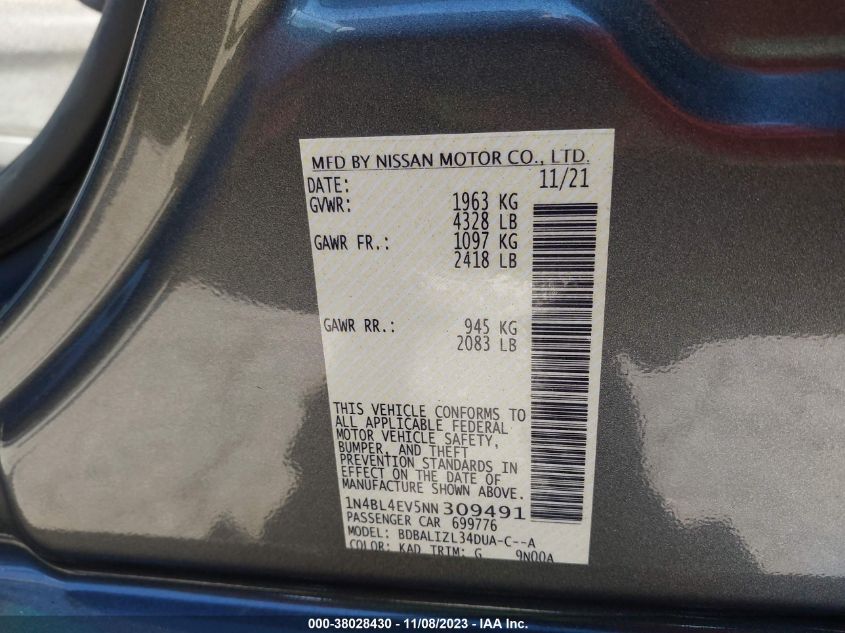 MFD BY NISSAN MOTOR CO., LTD.
DATE: 11/21
GVWR: 1963 KG
4328 LB
GAWR FR.: 1097 KG
2418 LB
GAWR RR.: 945 KG
2083 LB
THIS VEHICLE CONFORMS TO
ALL APPLICABLE FEDERAL
MOTOR VEHICLE SAFETY,
BUMPER, AND THEFT
PREVENTION STANDARDS IN
EFFECT ON THE DATE OF
MANUFACTURE SHOWN ABOVE.
1N4BL4EV5NN 309491
PASSENGER CAR 699776
MODEL: BDBALIZL34DUA-C--A
COLOR: KAD TRIM: G 9N00A
000-38028430 - 11/08/2023 - IAA Inc.